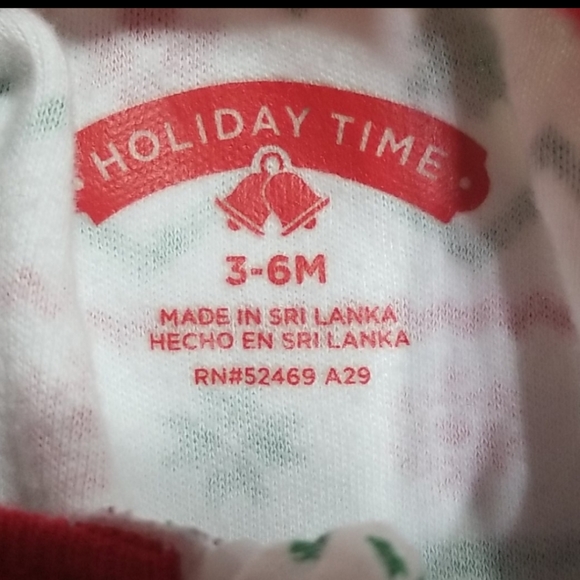 HOLIDAY TIME
3-6M
MADE IN SRI LANKA
HECHO EN SRI LANKA
RN#52469 A29